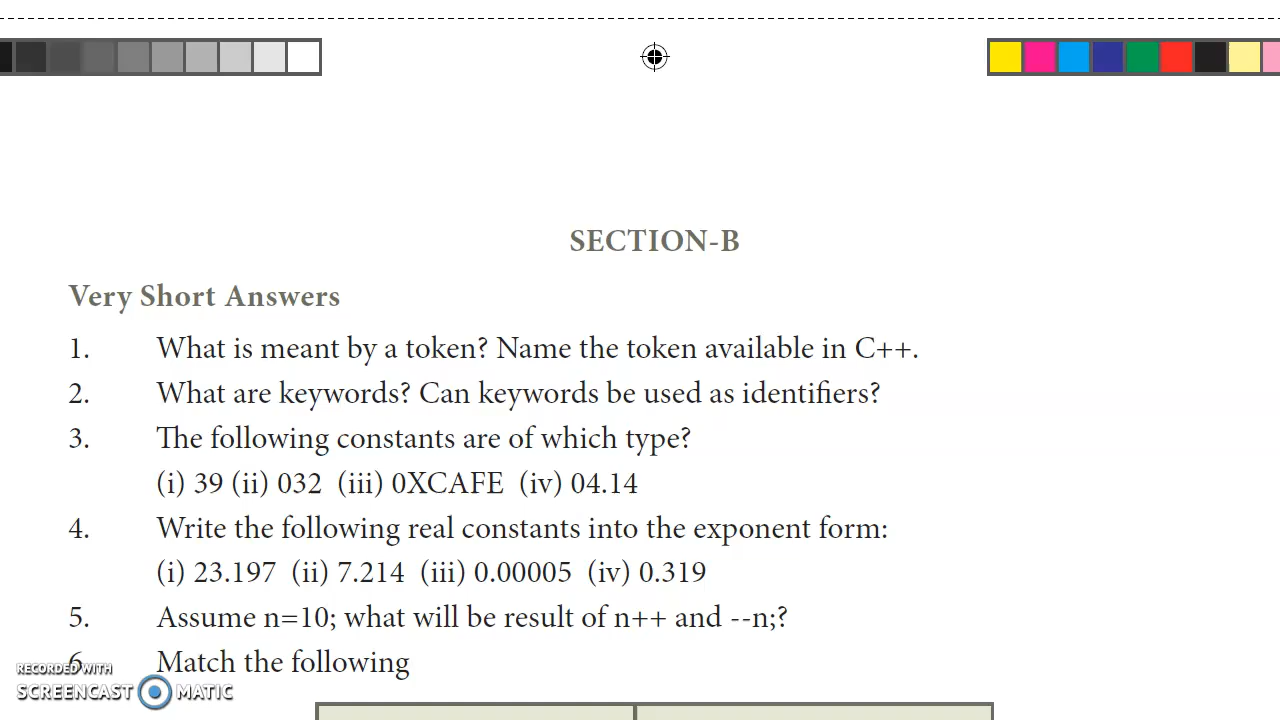 SECTION-B
Very Short Answers
1. What is meant by a token? Name the token available in C++.
2. What are keywords? Can keywords be used as identifiers?
3. The following constants are of which type?
(i) 39 (ii) 032 (iii) 0XCAFE (iv) 04.14
4. Write the following real constants into the exponent form:
(i) 23.197 (ii) 7.214 (iii) 0.00005 (iv) 0.319
5. Assume n=10; what will be result of n++ and --n;?
6. Match the following
RECORDED WITH
SCREENCAST MATIC